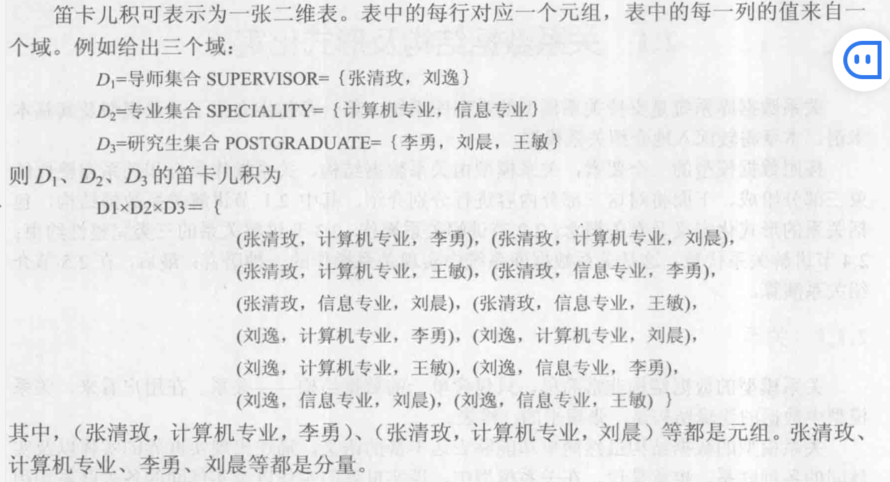 笛卡儿积可表示为一张二维表。表中的每行对应一个元组，表中的每一列的值来自一
个域。例如给出三个域：
D₁=导师集合 SUPERVISOR=｛张清玫，刘逸｝
D₂=专业集合 SPECIALITY=｛计算机专业，信息专业｝
D₃=研究生集合 POSTGRADUATE=｛李勇，刘晨，王敏｝
则 D₁、D₂、D₃的笛卡儿积为
D1×D2×D3=｛
(张清玫，计算机专业，李勇)，(张清玫，计算机专业，刘晨)，
(张清玫，计算机专业，王敏)，(张清玫，信息专业，李勇)，
(张清玫，信息专业，刘晨)，(张清玫，信息专业，王敏)，
(刘逸，计算机专业，李勇)，(刘逸，计算机专业，刘晨)，
(刘逸，计算机专业，王敏)，(刘逸，信息专业，李勇)，
(刘逸，信息专业，刘晨)，(刘逸，信息专业，王敏) ｝
其中，（张清玫，计算机专业，李勇）、（张清玫，计算机专业，刘晨）等都是元组。张清玫、
计算机专业、李勇、刘晨等都是分量。